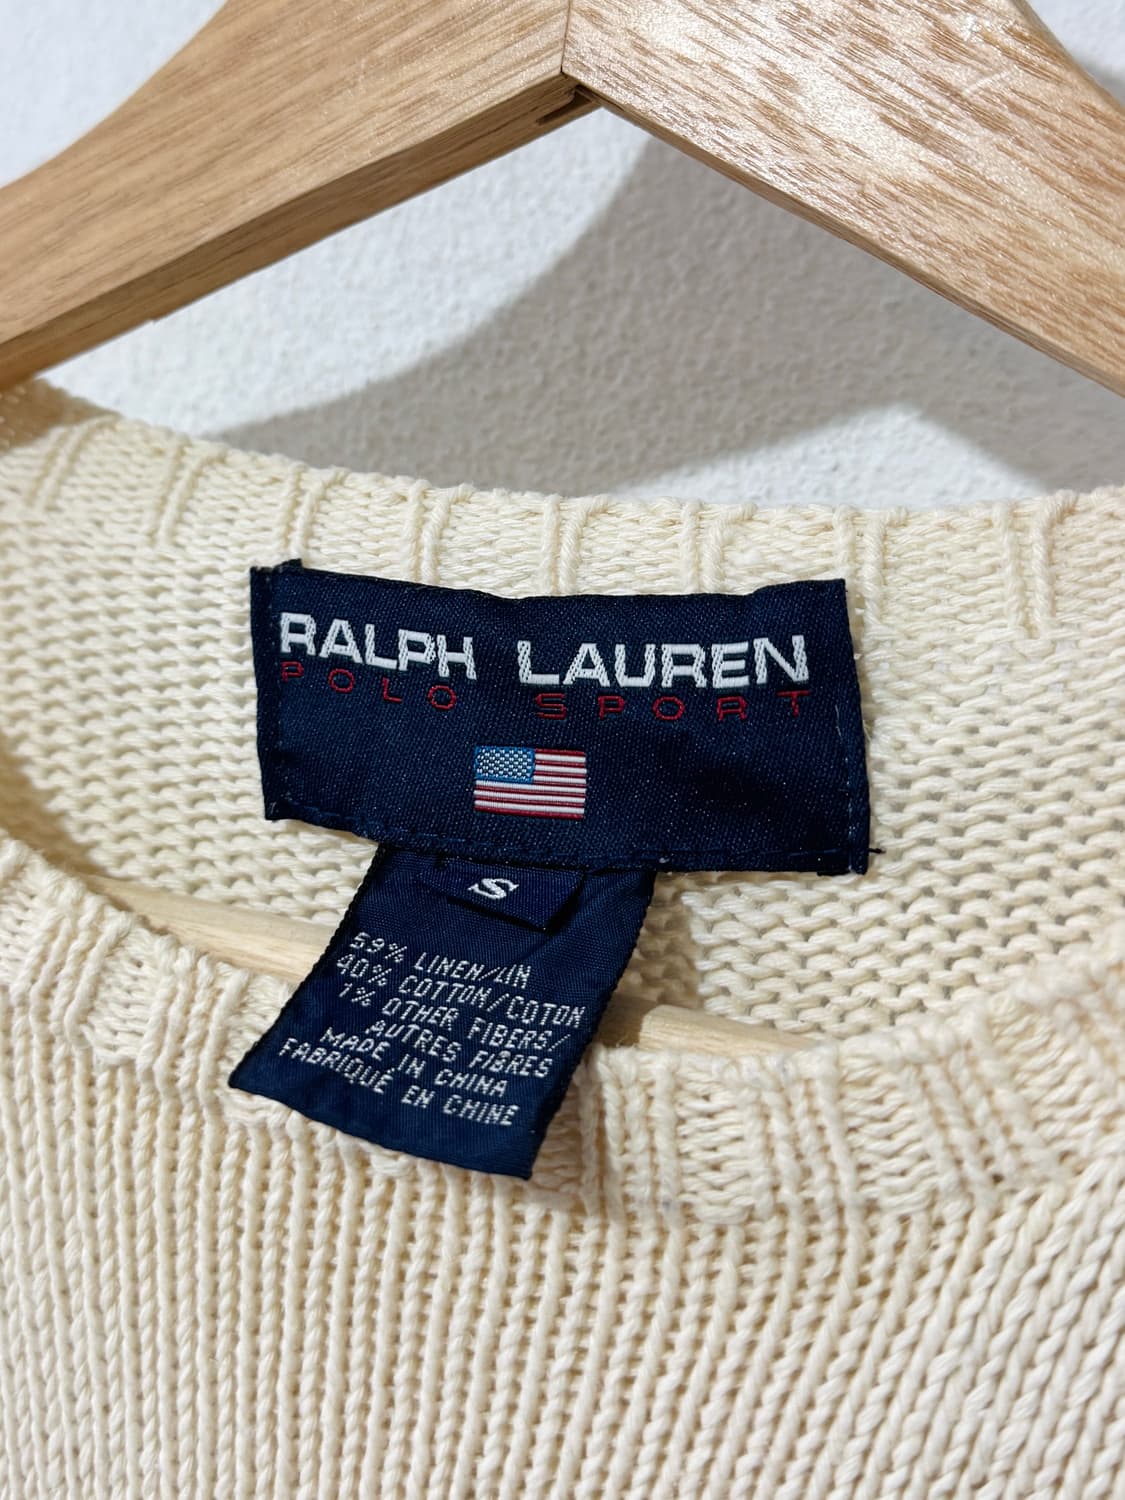 RALPH LAUREN
POLO SPORT
S
59% LINEN/LIN
40% COTTON/COTON
1% OTHER FIBERS/
AUTRES FIBRES
MADE IN CHINA
FABRIQUÉ EN CHINE